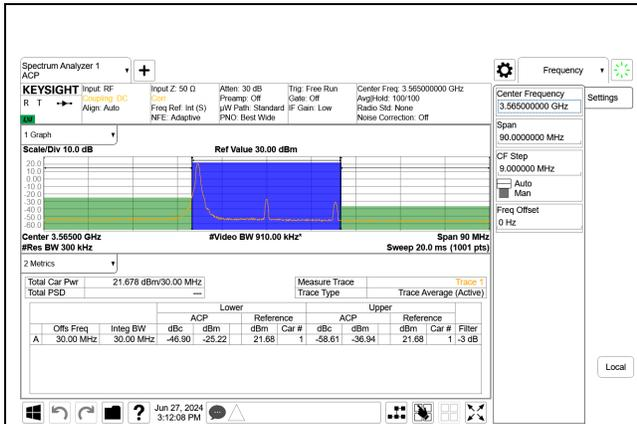 Spectrum Analyzer 1
ACP
Frequency
KEYSIGHT
R T
Input: RF
Coupling: DC
Align: Auto
Input Z: 50 Ω
Corr
Freq Ref: Int (S)
NFE: Adaptive
Atten: 30 dB
Preamp: Off
µW Path: Standard
PNO: Best Wide
Trig: Free Run
Gate: Off
IF Gain: Low
Center Freq: 3.565000000 GHz
Avg|Hold: 100/100
Radio Std: None
Noise Correction: Off
1 Graph
Scale/Div 10.0 dB
Ref Value 30.00 dBm
20.0
10.0
0.00
-10.0
-20.0
-30.0
-40.0
-50.0
-60.0
Center 3.56500 GHz
#Video BW 910.00 kHz*
Span 90 MHz
#Res BW 300 kHz
Sweep 20.0 ms (1001 pts)
2 Metrics
Total Car Pwr 21.678 dBm/30.00 MHz
Total PSD ---
Measure Trace Trace 1
Trace Type Trace Average (Active)
Lower Upper
ACP Reference ACP Reference
Offs Freq Integ BW dBc dBm dBm Car # dBc dBm dBm Car # Filter
A 30.00 MHz 30.00 MHz -46.90 -25.22 21.68 1 -58.61 -36.94 21.68 1 -3 dB
Center Frequency
3.565000000 GHz
Settings
Span
90.0000000 MHz
CF Step
9.000000 MHz
Auto
Man
Freq Offset
0 Hz
Local
?
Jun 27, 2024
3:12:08 PM